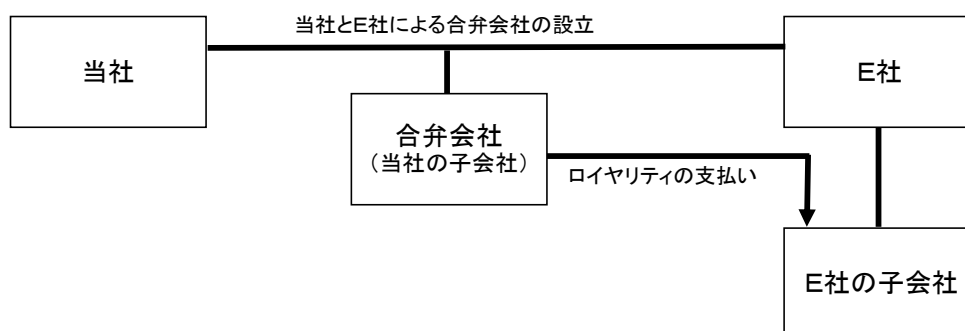 当社とE社による合弁会社の設立
当社
E社
合弁会社
（当社の子会社）
ロイヤリティの支払い
E社の子会社